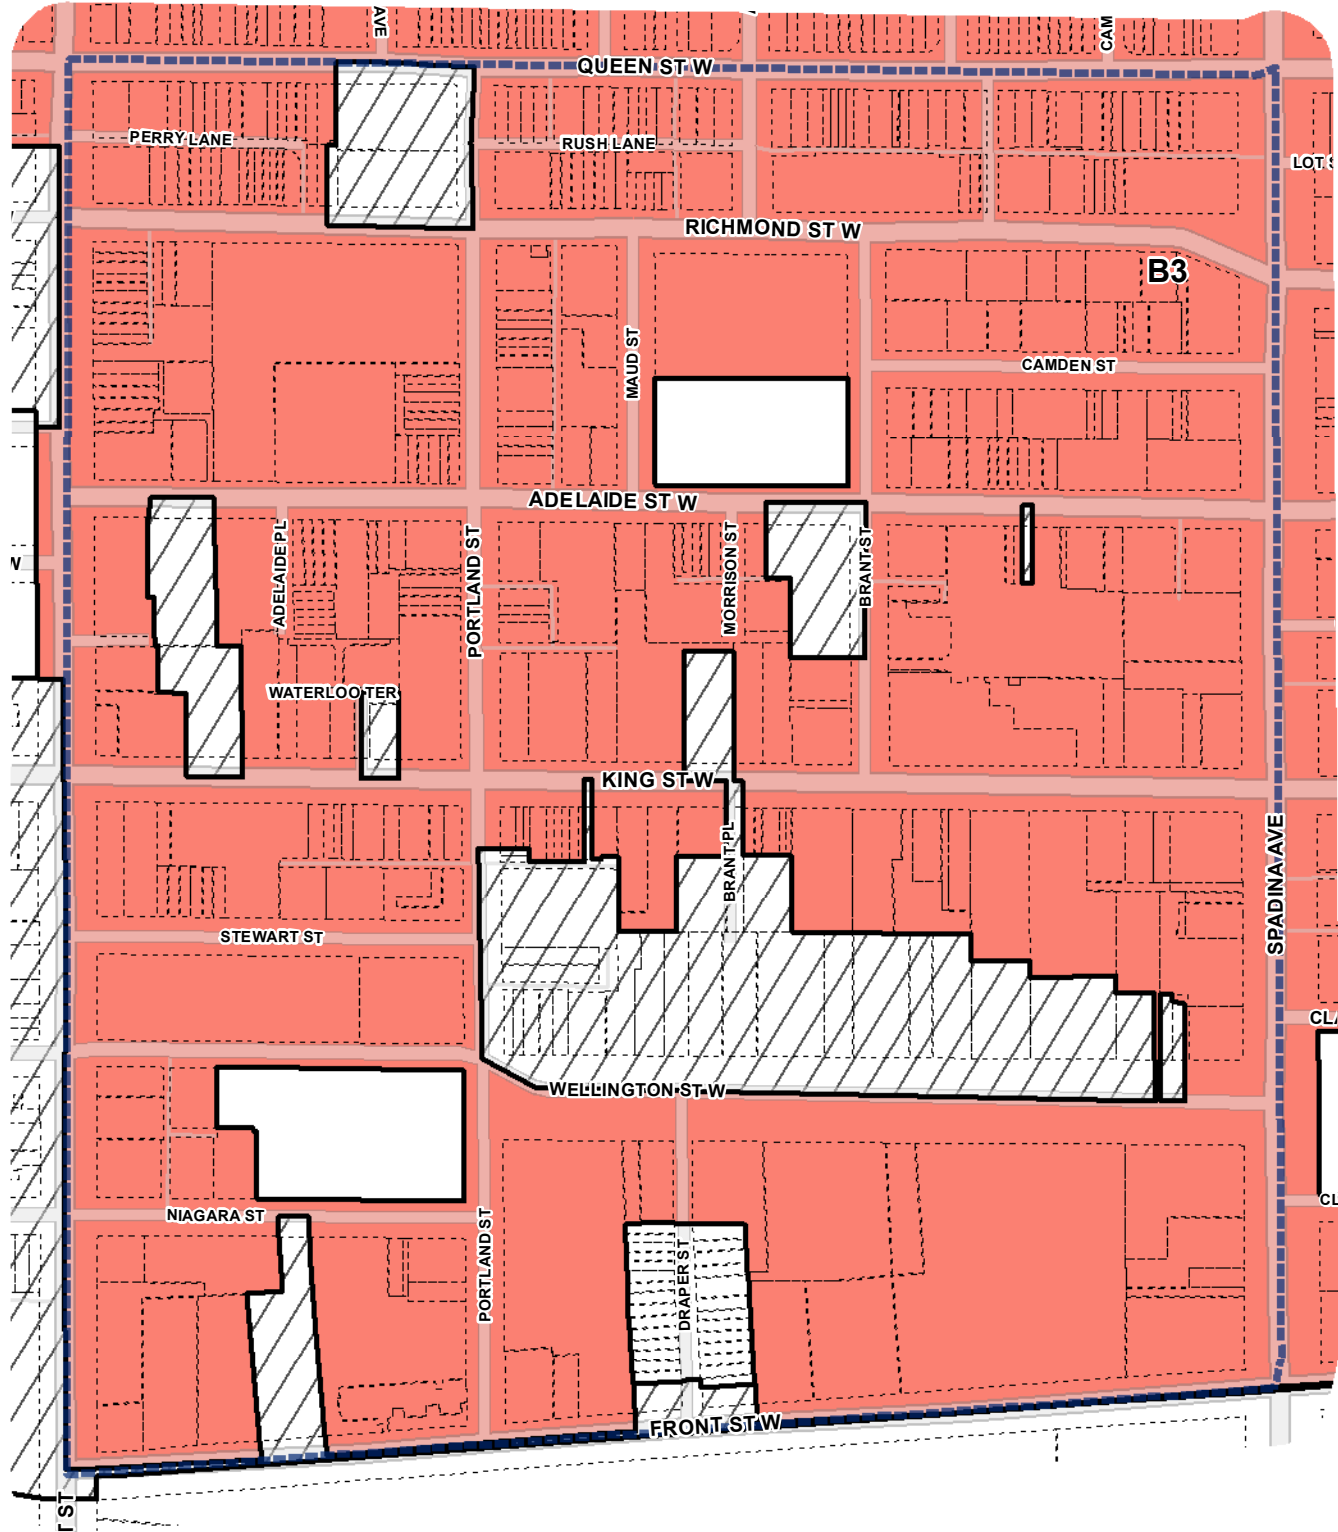 AVE
CAM
QUEEN ST W
PERRY LANE
RUSH LANE
LOT S
RICHMOND ST W
B3
MAUD ST
CAMDEN ST
ADELAIDE ST W
W
ADELAIDE PL
PORTLAND ST
MORRISON ST
BRANT ST
WATERLOO TER
KING ST W
BRANT PL
SPADINA AVE
STEWART ST
CLA
WELLINGTON ST W
CL
NIAGARA ST
PORTLAND ST
DRAPER ST
FRONT ST W
T ST